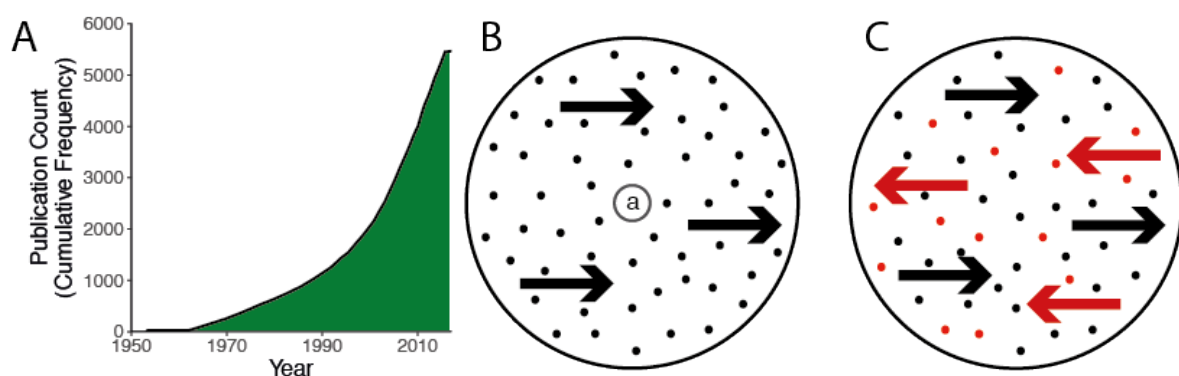 A
B
C
Publication Count
(Cumulative Frequency)
6000
5000
4000
3000
2000
1000
0
1950
1970
1990
2010
Year
a